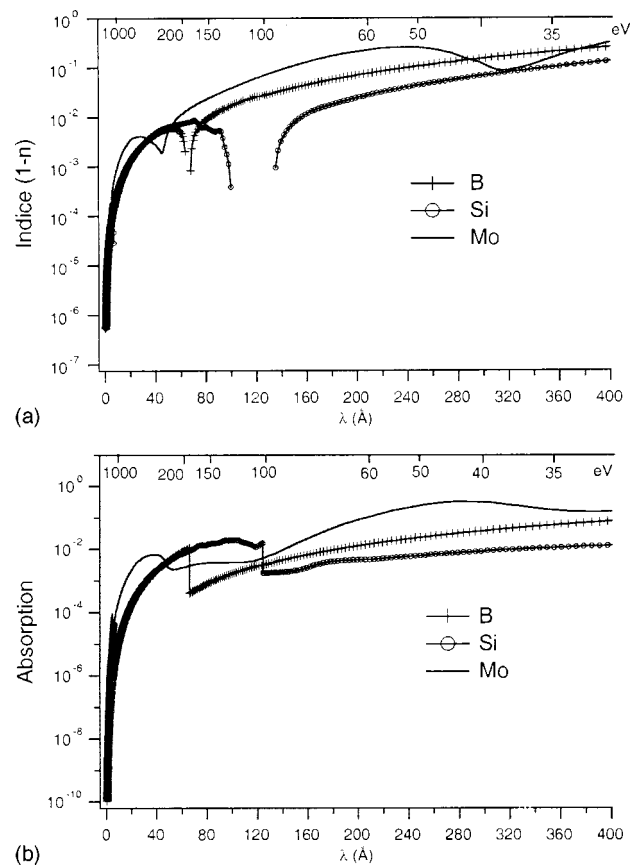 1000 200 150 100 60 50 35 eV
10⁰
10⁻¹
10⁻²
10⁻³
10⁻⁴
10⁻⁵
10⁻⁶
10⁻⁷
Indice (1-n)
B
Si
Mo
0 40 80 120 160 200 240 280 320 360 400
λ (Å)
(a)
1000 200 150 100 60 50 40 35 eV
10⁰
10⁻²
10⁻⁴
10⁻⁶
10⁻⁸
10⁻¹⁰
Absorption
B
Si
Mo
0 40 80 120 160 200 240 280 320 360 400
λ (Å)
(b)